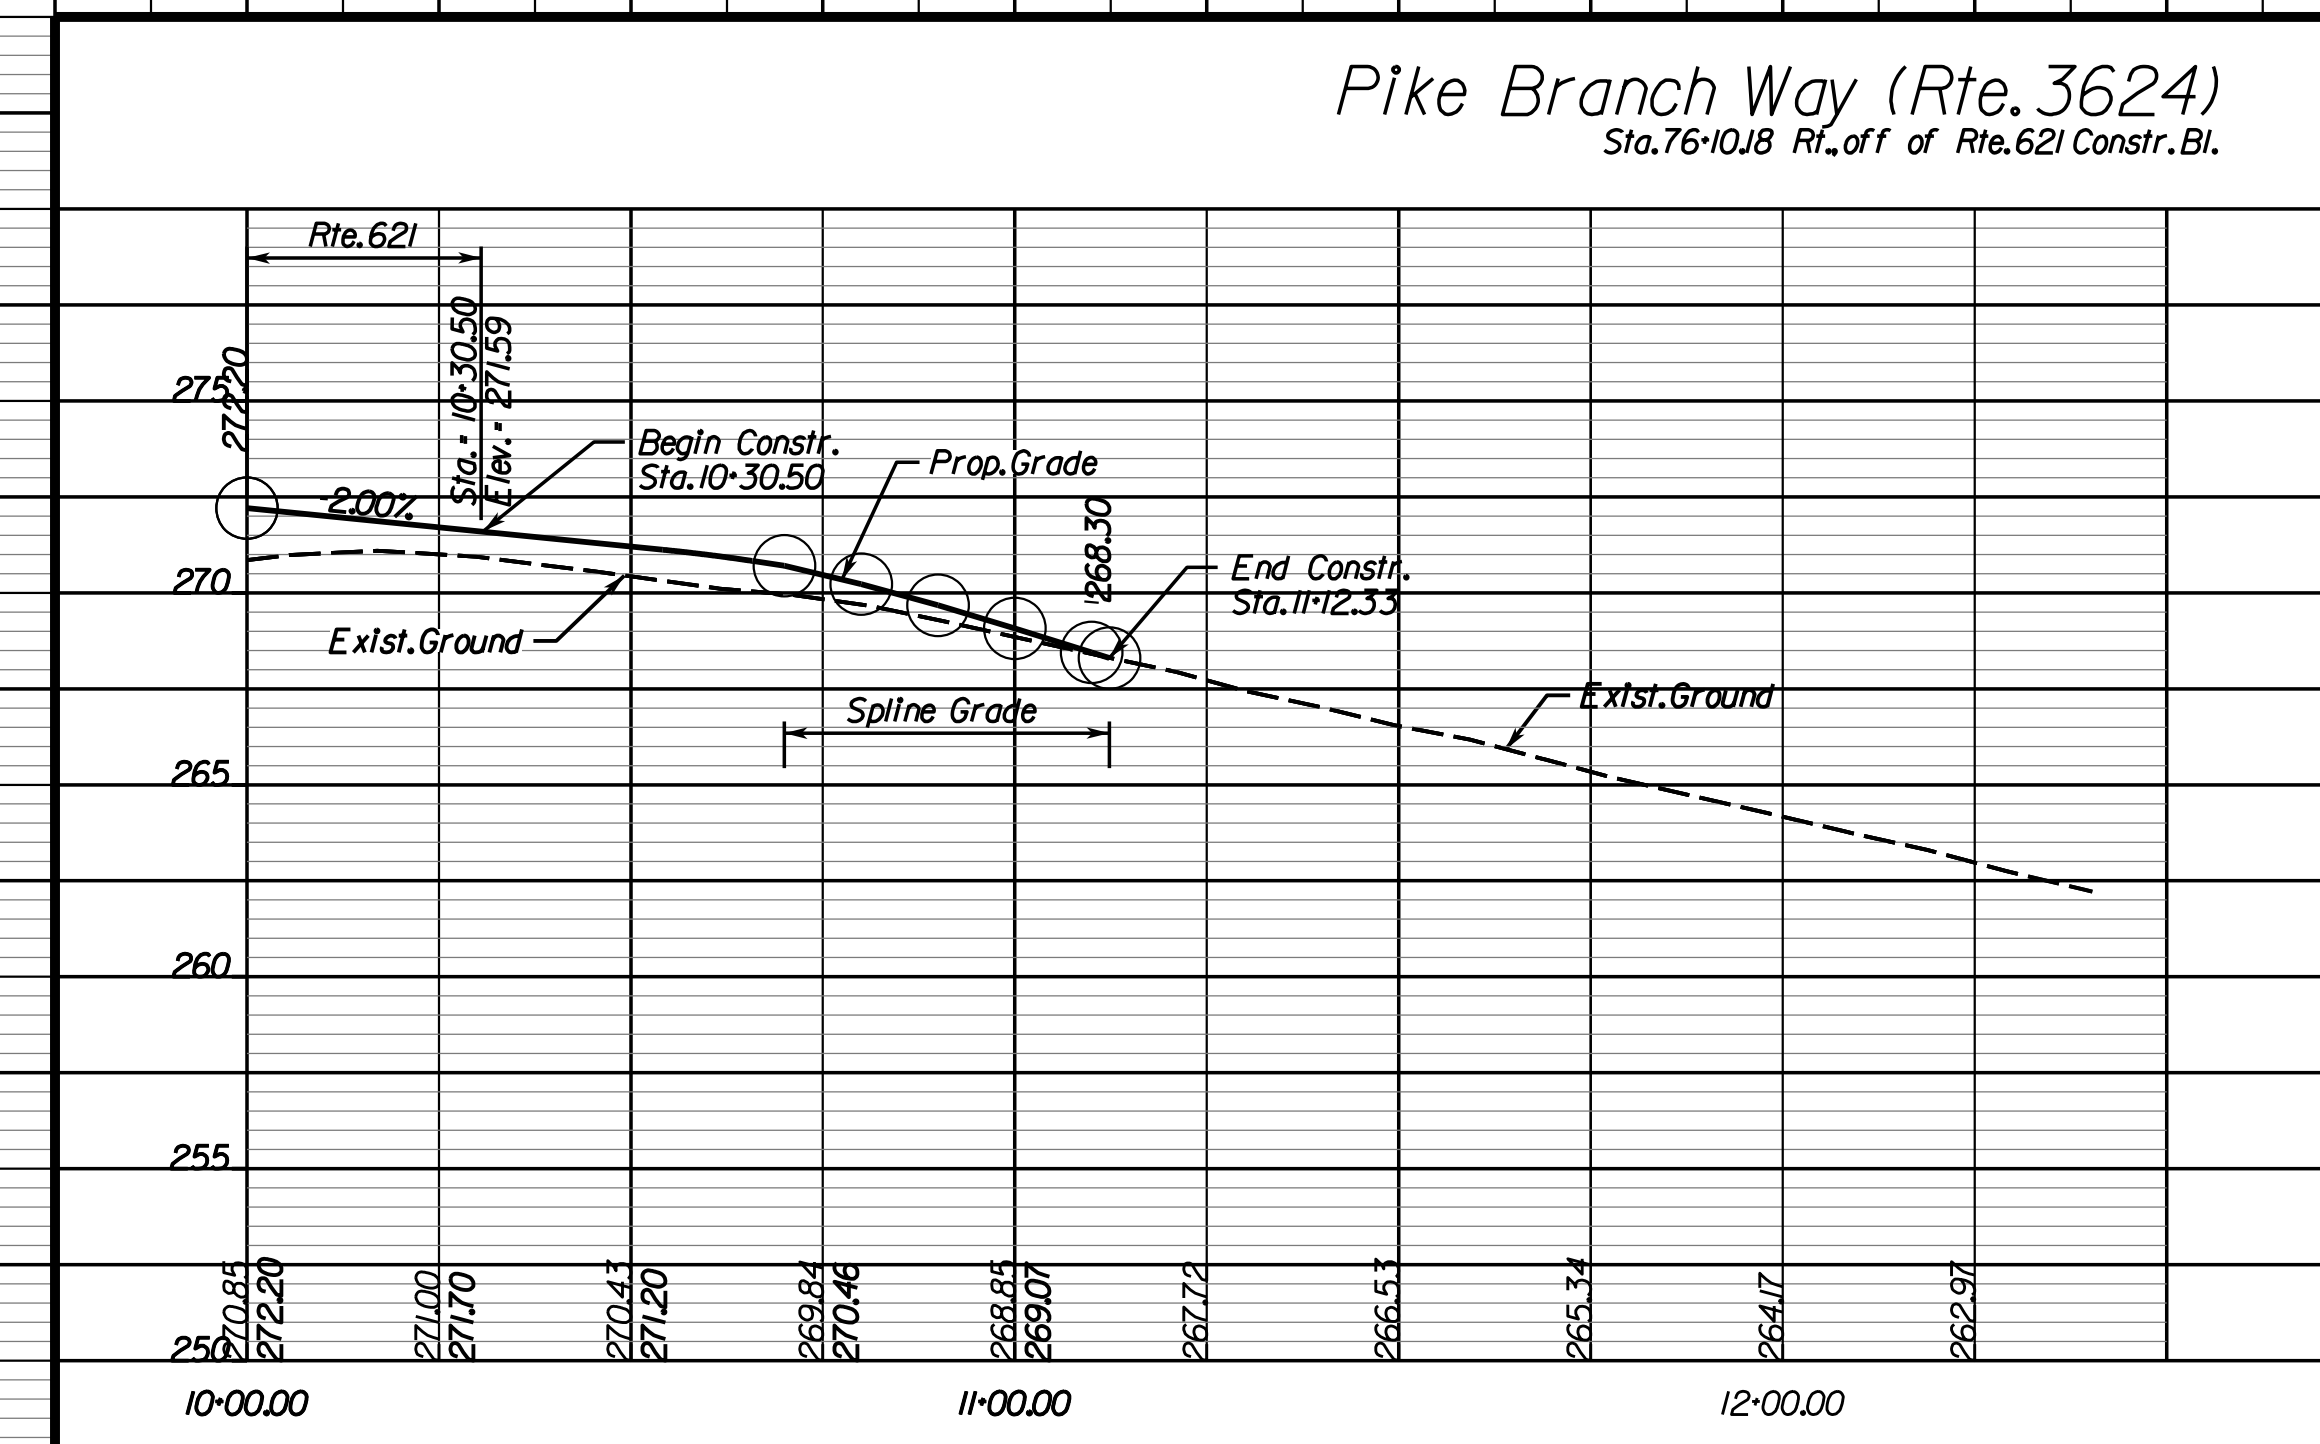 Pike Branch Way (Rte. 3624)
Sta. 76+10.18 Rt., off of Rte. 621 Constr. Bl.
Rte. 621
Sta. = 10+30.50
Elev. = 271.59
272.20
275
-2.00%
Begin Constr.
Sta. 10+30.50
Prop. Grade
268.30
End Constr.
Sta. 11+12.33
270
Exist. Ground
Spline Grade
Exist. Ground
265
260
255
250
270.85
272.20
271.00
271.70
270.43
271.20
269.84
270.46
268.85
269.07
267.72
266.53
265.34
264.17
262.97
10+00.00
11+00.00
12+00.00